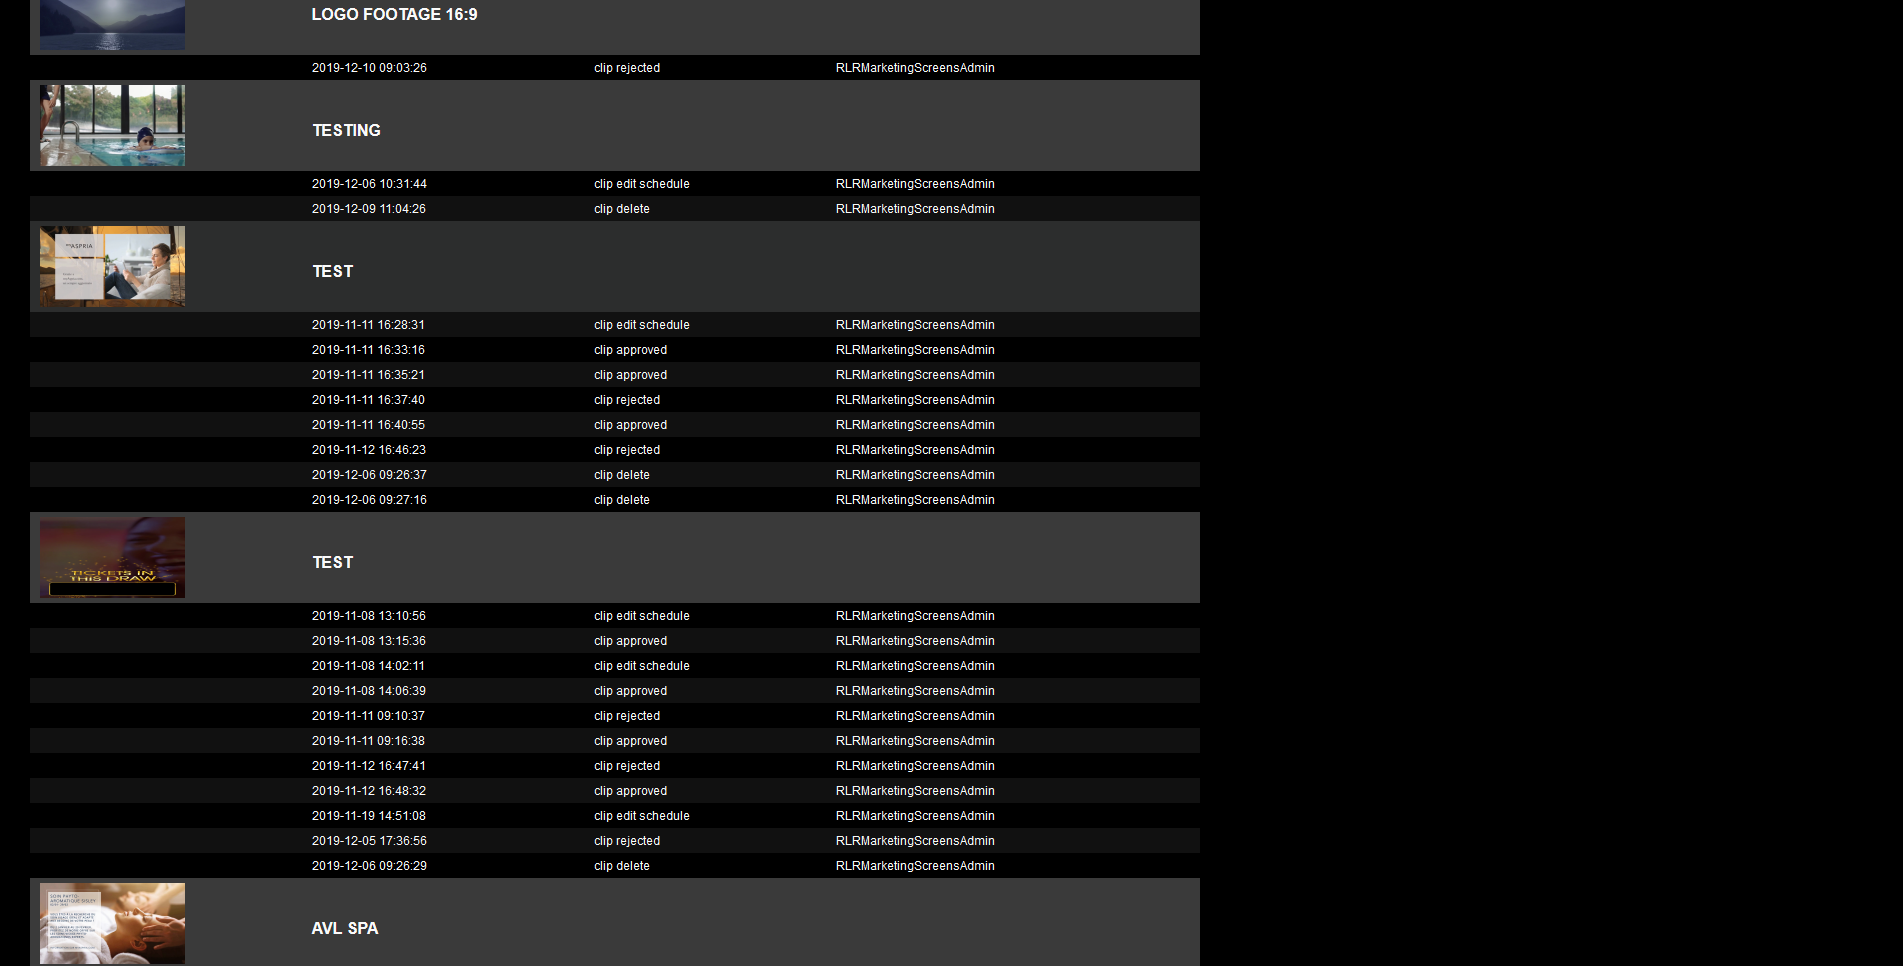 LOGO FOOTAGE 16:9
2019-12-10 09:03:26 clip rejected RLRMarketingScreensAdmin
TESTING
2019-12-06 10:31:44 clip edit schedule RLRMarketingScreensAdmin
2019-12-09 11:04:26 clip delete RLRMarketingScreensAdmin
ASPRIA
TEST
2019-11-11 16:28:31 clip edit schedule RLRMarketingScreensAdmin
2019-11-11 16:33:16 clip approved RLRMarketingScreensAdmin
2019-11-11 16:35:21 clip approved RLRMarketingScreensAdmin
2019-11-11 16:37:40 clip rejected RLRMarketingScreensAdmin
2019-11-11 16:40:55 clip approved RLRMarketingScreensAdmin
2019-11-12 16:46:23 clip rejected RLRMarketingScreensAdmin
2019-12-06 09:26:37 clip delete RLRMarketingScreensAdmin
2019-12-06 09:27:16 clip delete RLRMarketingScreensAdmin
TICKETS IN
THIS DRAW
TEST
2019-11-08 13:10:56 clip edit schedule RLRMarketingScreensAdmin
2019-11-08 13:15:36 clip approved RLRMarketingScreensAdmin
2019-11-08 14:02:11 clip edit schedule RLRMarketingScreensAdmin
2019-11-08 14:06:39 clip approved RLRMarketingScreensAdmin
2019-11-11 09:10:37 clip rejected RLRMarketingScreensAdmin
2019-11-11 09:16:38 clip approved RLRMarketingScreensAdmin
2019-11-12 16:47:41 clip rejected RLRMarketingScreensAdmin
2019-11-12 16:48:32 clip approved RLRMarketingScreensAdmin
2019-11-19 14:51:08 clip edit schedule RLRMarketingScreensAdmin
2019-12-05 17:36:56 clip rejected RLRMarketingScreensAdmin
2019-12-06 09:26:29 clip delete RLRMarketingScreensAdmin
SOIN PHYTO-
AROMATIQUE SISLEY
AVL SPA